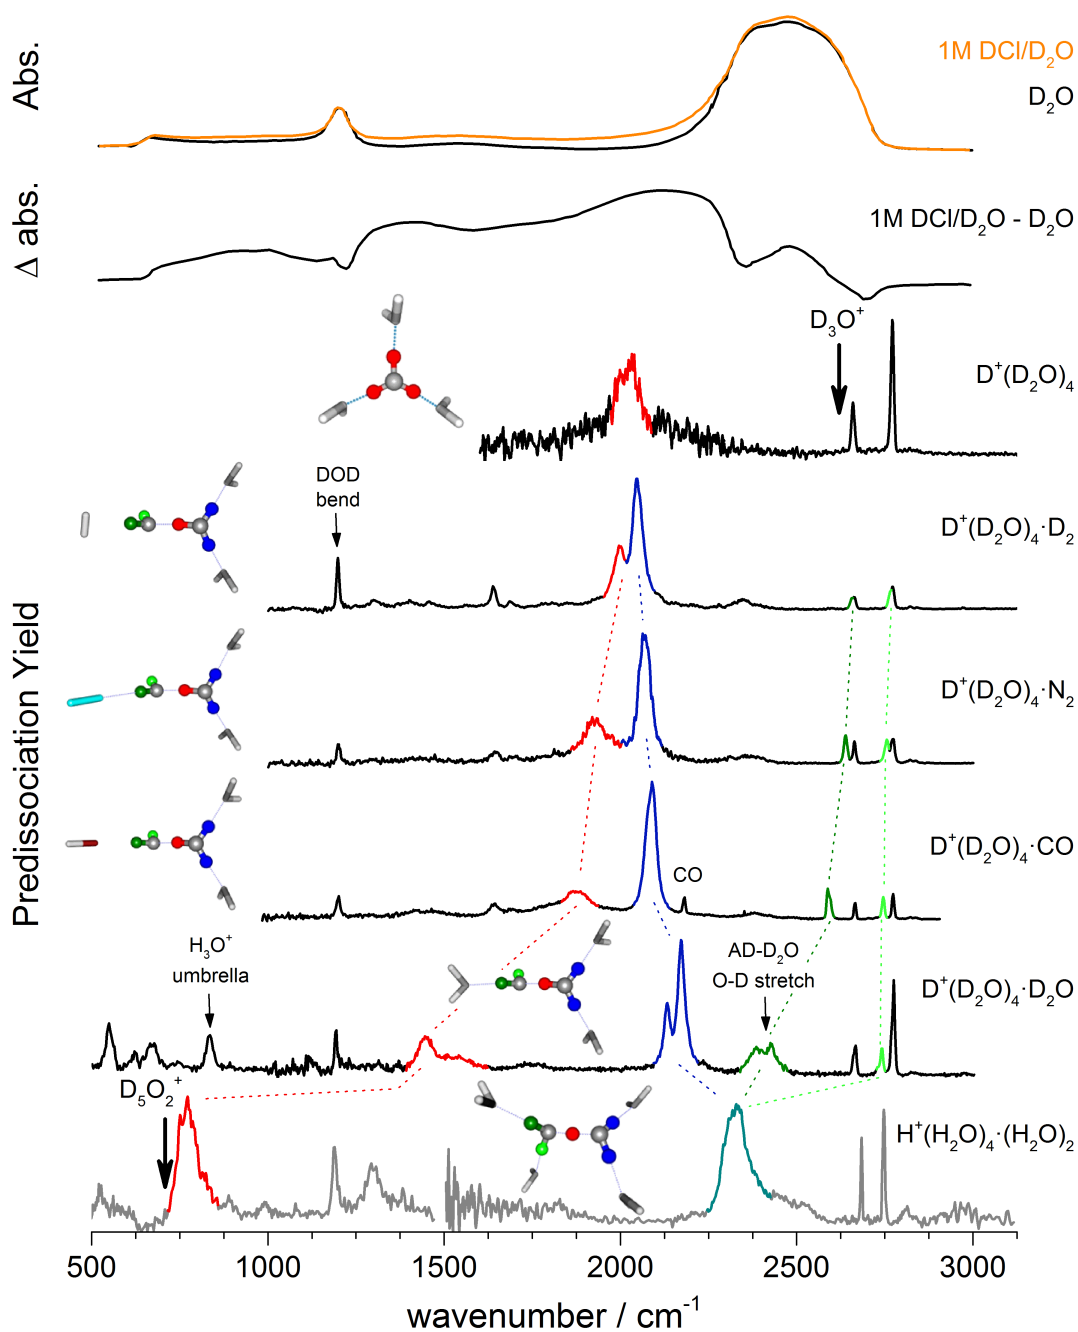 Abs.
1M DCl/D₂O
D₂O
Δ abs.
1M DCl/D₂O - D₂O
D₃O⁺
D⁺(D₂O)₄
DOD
bend
D⁺(D₂O)₄·D₂
Predissociation Yield
D⁺(D₂O)₄·N₂
D⁺(D₂O)₄·CO
CO
H₃O⁺
umbrella
AD-D₂O
O-D stretch
D⁺(D₂O)₄·D₂O
D₅O₂⁺
H⁺(H₂O)₄·(H₂O)₂
500 1000 1500 2000 2500 3000
wavenumber / cm⁻¹